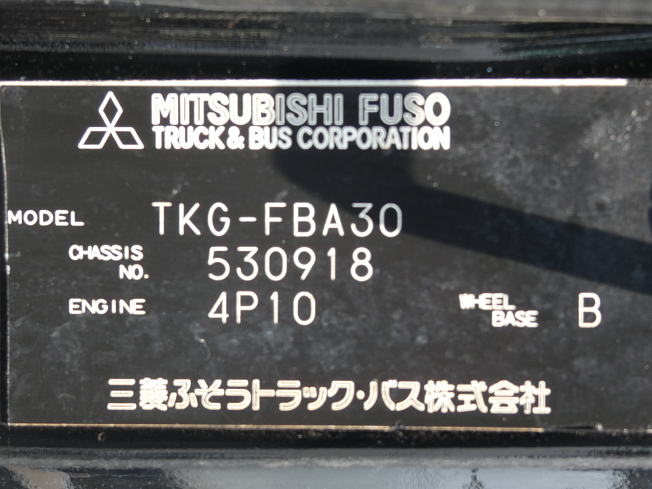 MITSUBISHI FUSO
TRUCK & BUS CORPORATION
MODEL TKG-FBA30
CHASSIS NO. 530918
ENGINE 4P10 WHEEL BASE B
三菱ふそうトラック・バス株式会社